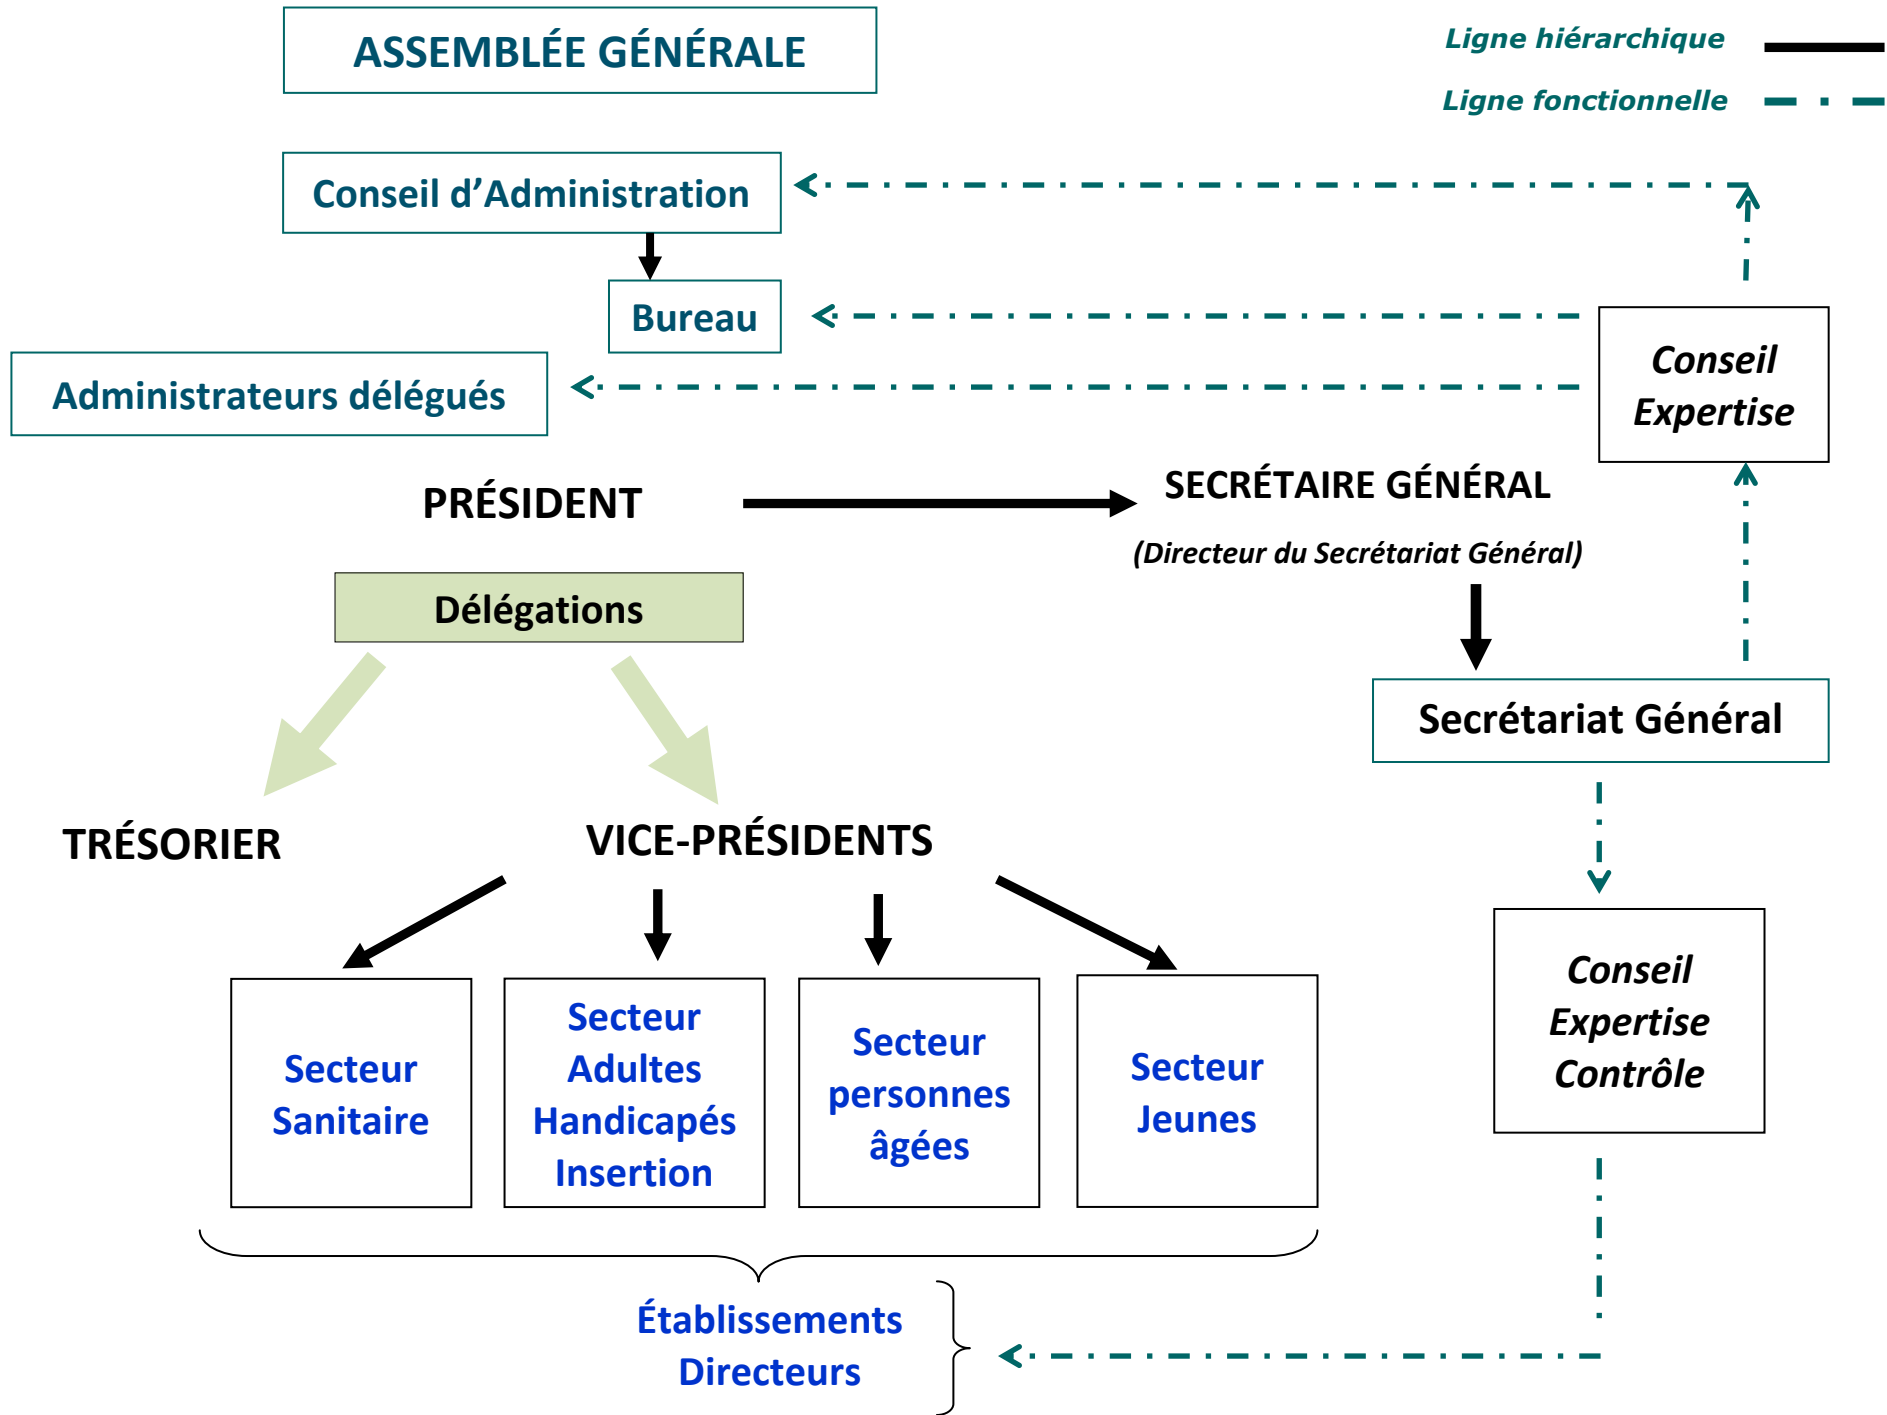 ASSEMBLÉE GÉNÉRALE
Ligne hiérarchique
Ligne fonctionnelle
Conseil d’Administration
Bureau
Administrateurs délégués
Conseil
Expertise
PRÉSIDENT
SECRÉTAIRE GÉNÉRAL
(Directeur du Secrétariat Général)
Délégations
Secrétariat Général
TRÉSORIER
VICE-PRÉSIDENTS
Secteur
Sanitaire
Secteur
Adultes
Handicapés
Insertion
Secteur
personnes
âgées
Secteur
Jeunes
Conseil
Expertise
Contrôle
Établissements
Directeurs